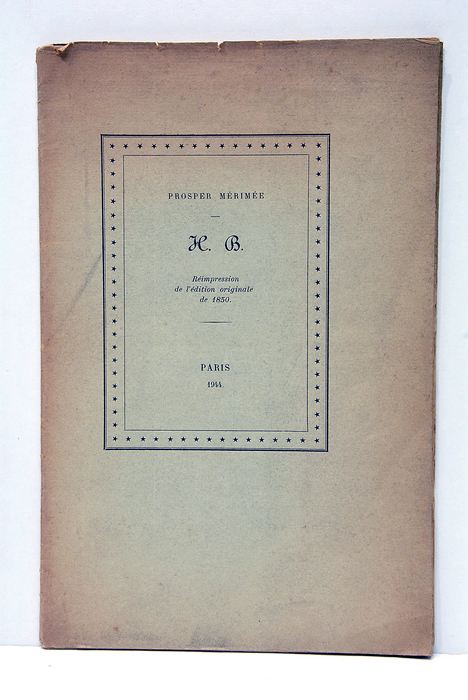 PROSPER MÉRIMÉE
H. B.
Réimpression
de l'édition originale
de 1850.
PARIS
1944